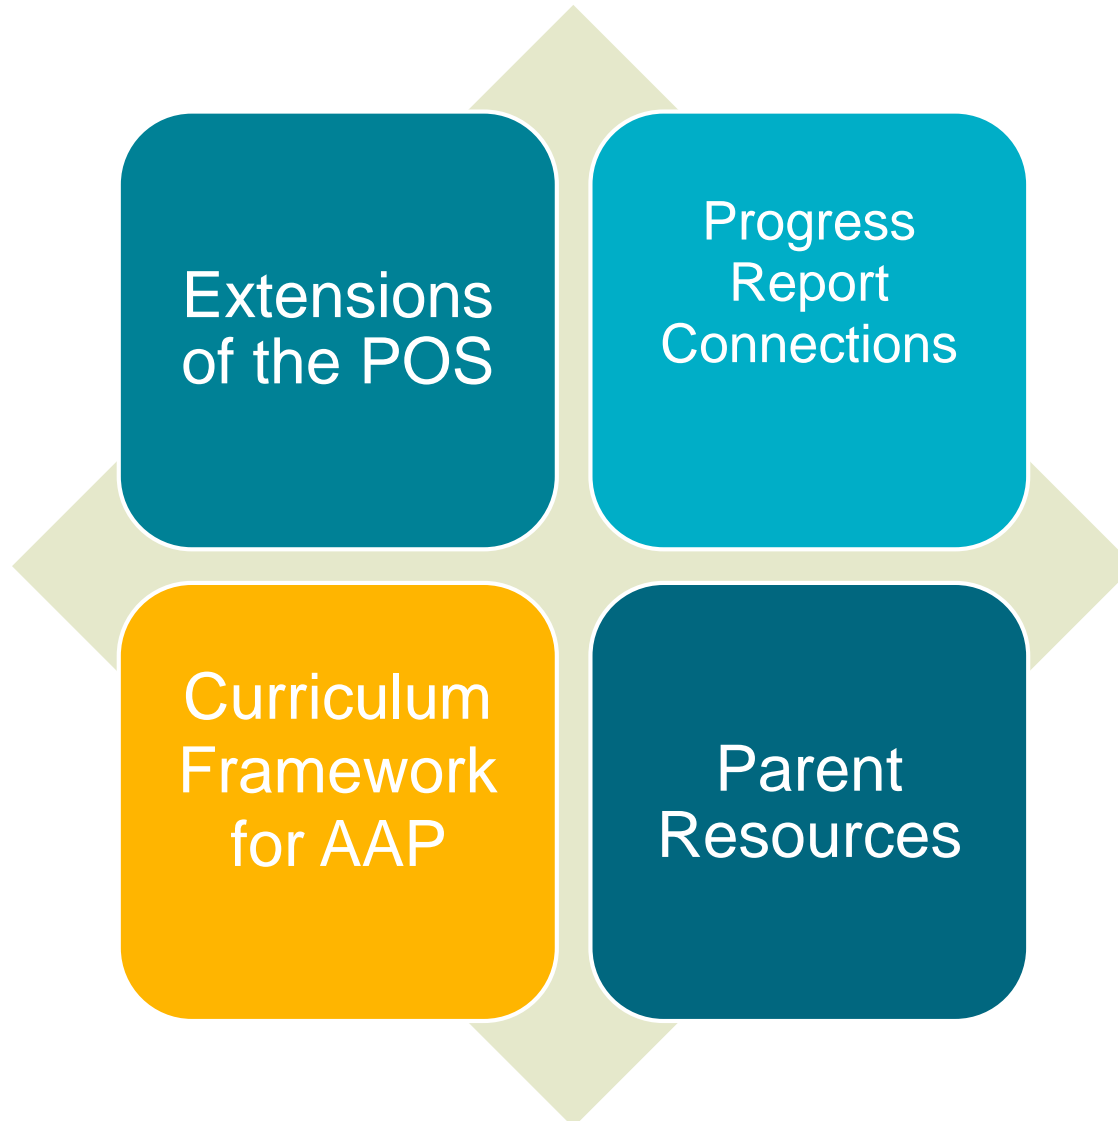 Extensions
of the POS
Progress
Report
Connections
Curriculum
Framework
for AAP
Parent
Resources